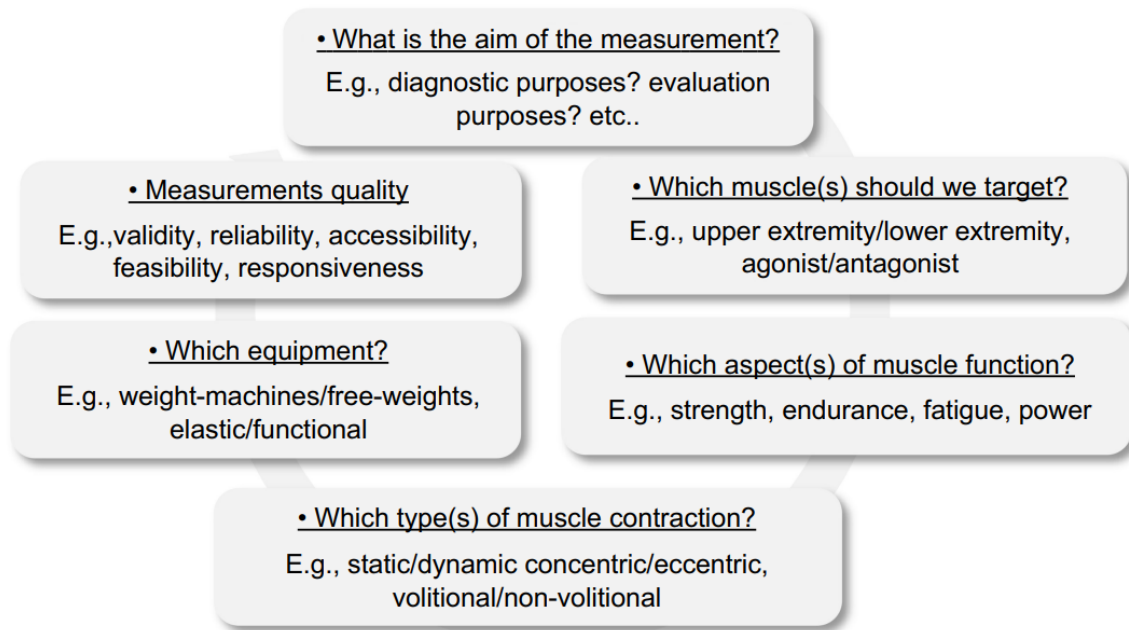 • What is the aim of the measurement?
E.g., diagnostic purposes? evaluation
purposes? etc..
• Which muscle(s) should we target?
E.g., upper extremity/lower extremity,
agonist/antagonist
• Which aspect(s) of muscle function?
E.g., strength, endurance, fatigue, power
• Which type(s) of muscle contraction?
E.g., static/dynamic concentric/eccentric,
volitional/non-volitional
• Which equipment?
E.g., weight-machines/free-weights,
elastic/functional
• Measurements quality
E.g.,validity, reliability, accessibility,
feasibility, responsiveness